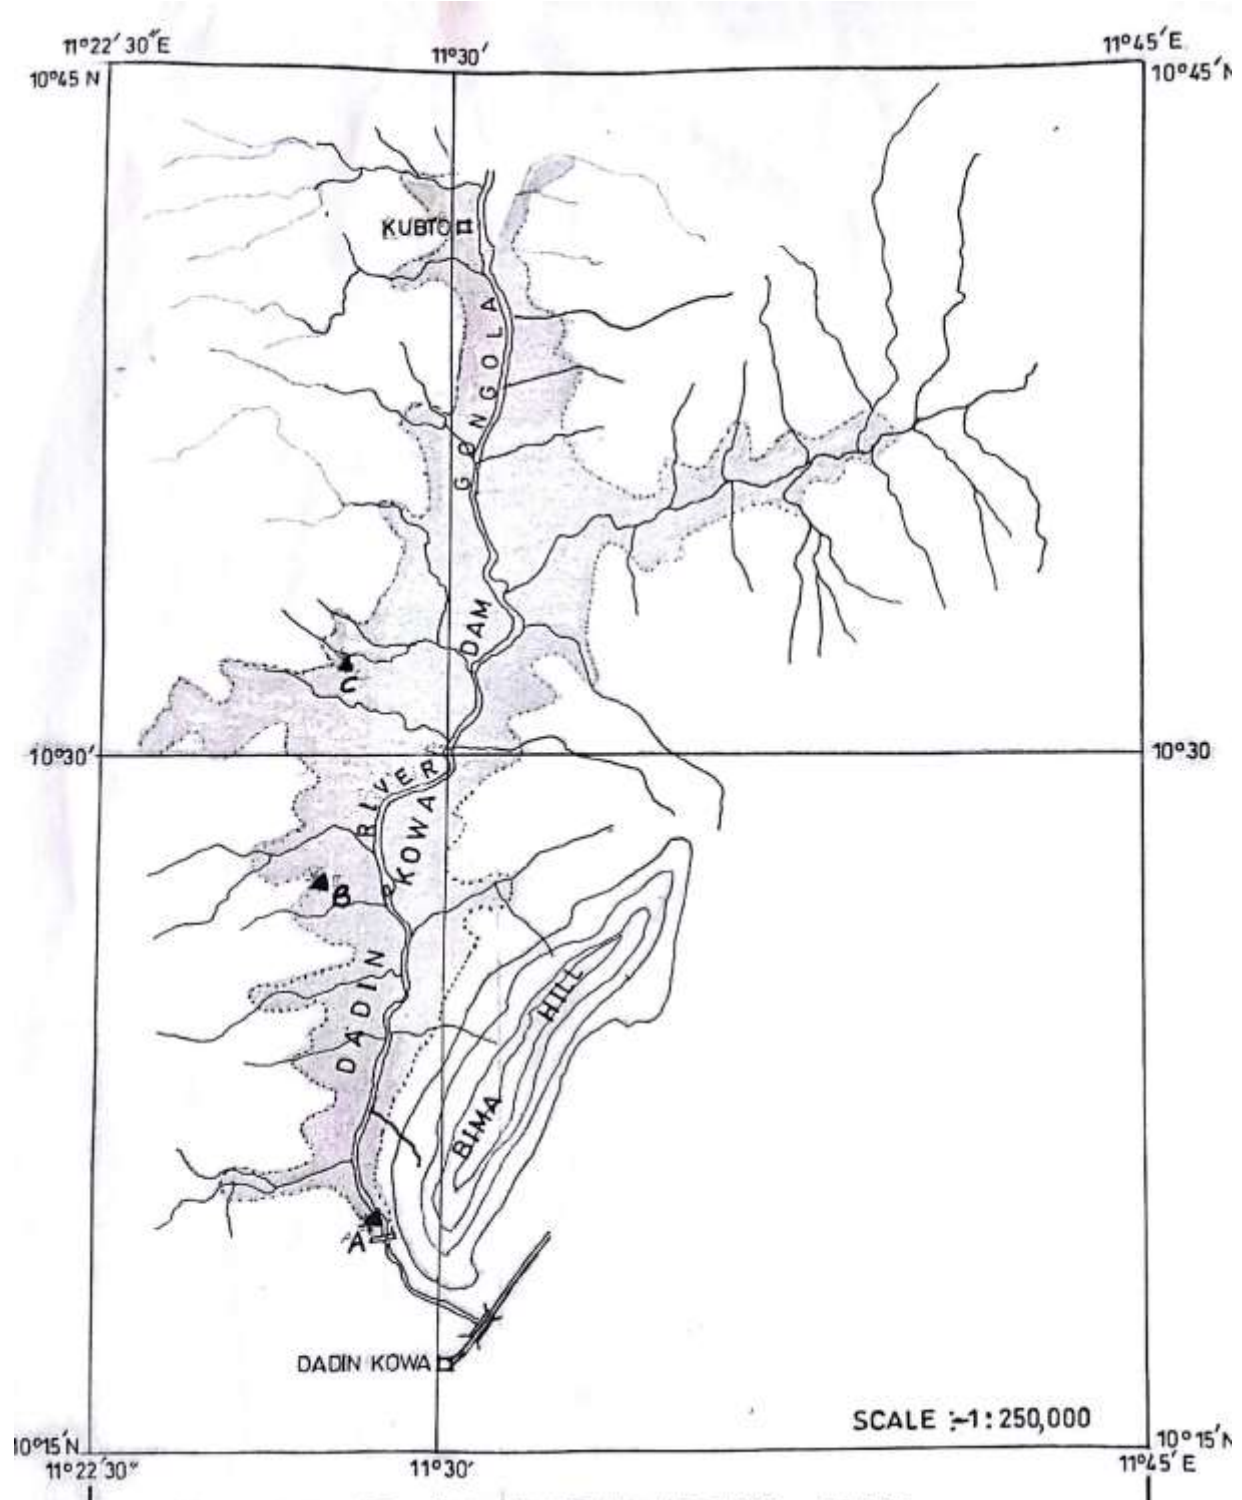 11°22' 30"E
11°30'
11°45'E
10°45 N
10°45'N
KUBTO
GONGOLA
DAM
C
10°30'
10°30
RIVER
KOWA
B
DADIN
HILL
BIMA
A
DADIN KOWA
SCALE :-1:250,000
10°15'N
10°15'N
11°22'30"
11°30'
11°45' E